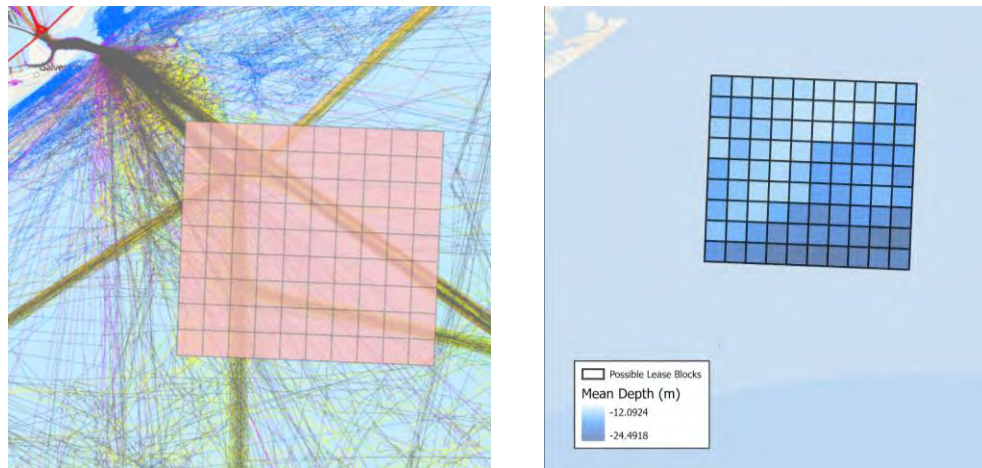 Galveston
Possible Lease Blocks
Mean Depth (m)
-12.0924
-24.4918